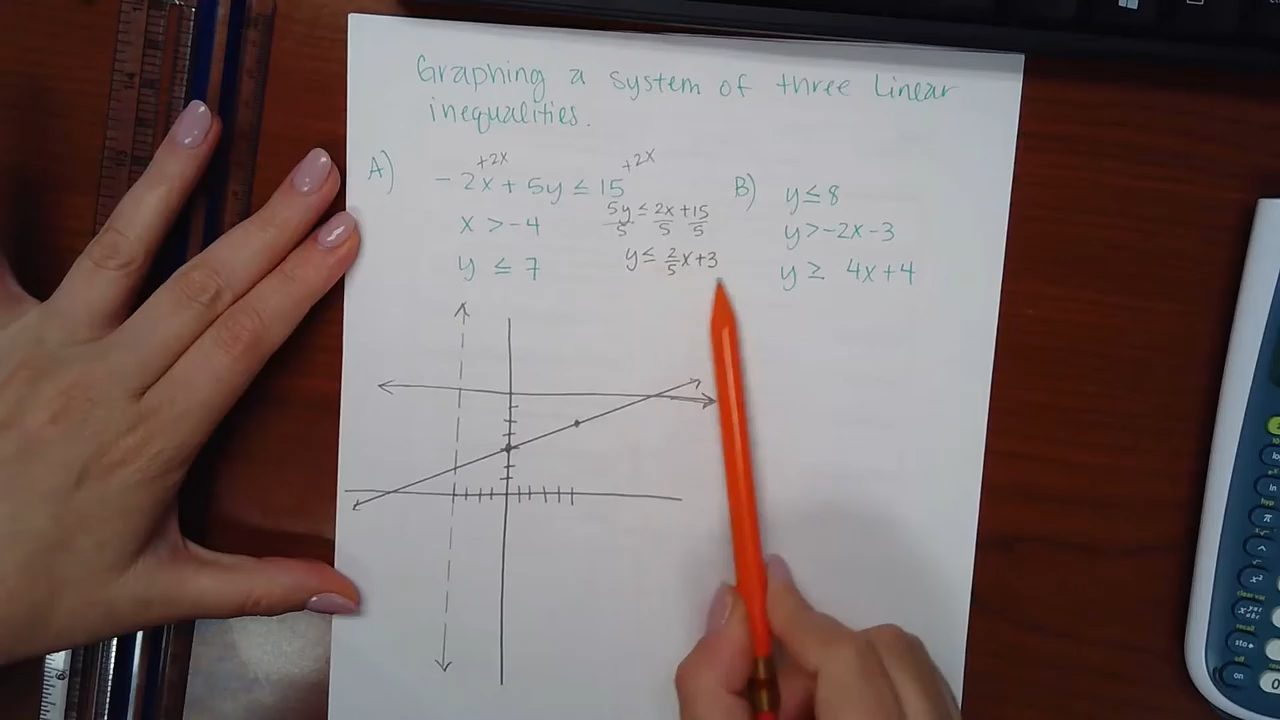 Graphing a system of three Linear
inequalities.
A)
+2x +2x
- 2x + 5y ≤ 15
x > -4
y ≤ 7
5y/5 ≤ 2x/5 + 15/5
y ≤ 2/5 x + 3
B)
y ≤ 8
y > -2x - 3
y ≥ 4x + 4